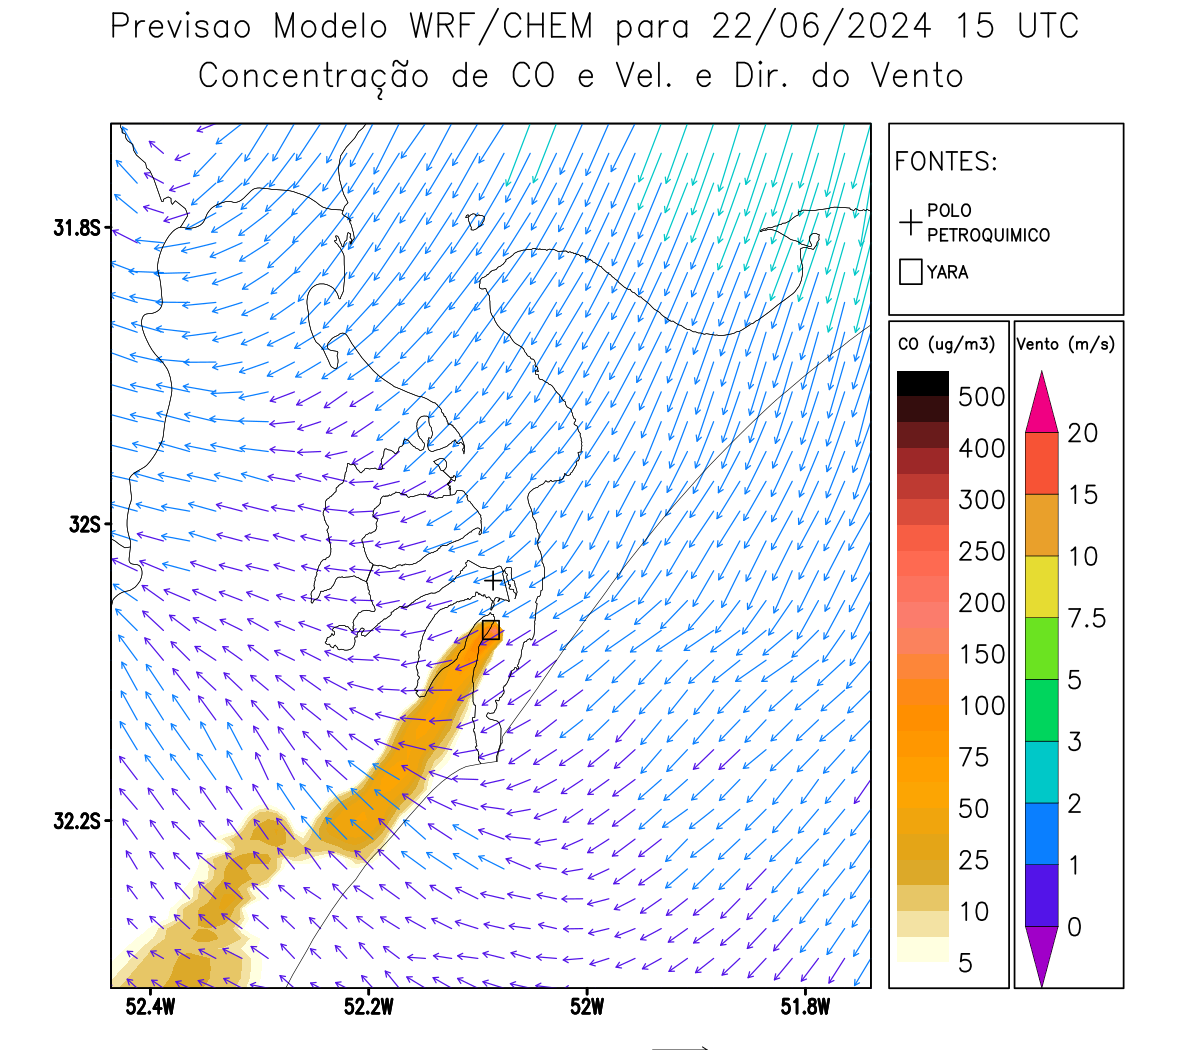 Previsao Modelo WRF/CHEM para 22/06/2024 15 UTC
Concentração de CO e Vel. e Dir. do Vento
FONTES:
POLO
PETROQUIMICO
YARA
CO (ug/m3)
500
400
300
250
200
150
100
75
50
25
10
5
Vento (m/s)
20
15
10
7.5
5
3
2
1
0
31.8S
32S
32.2S
52.4W
52.2W
52W
51.8W